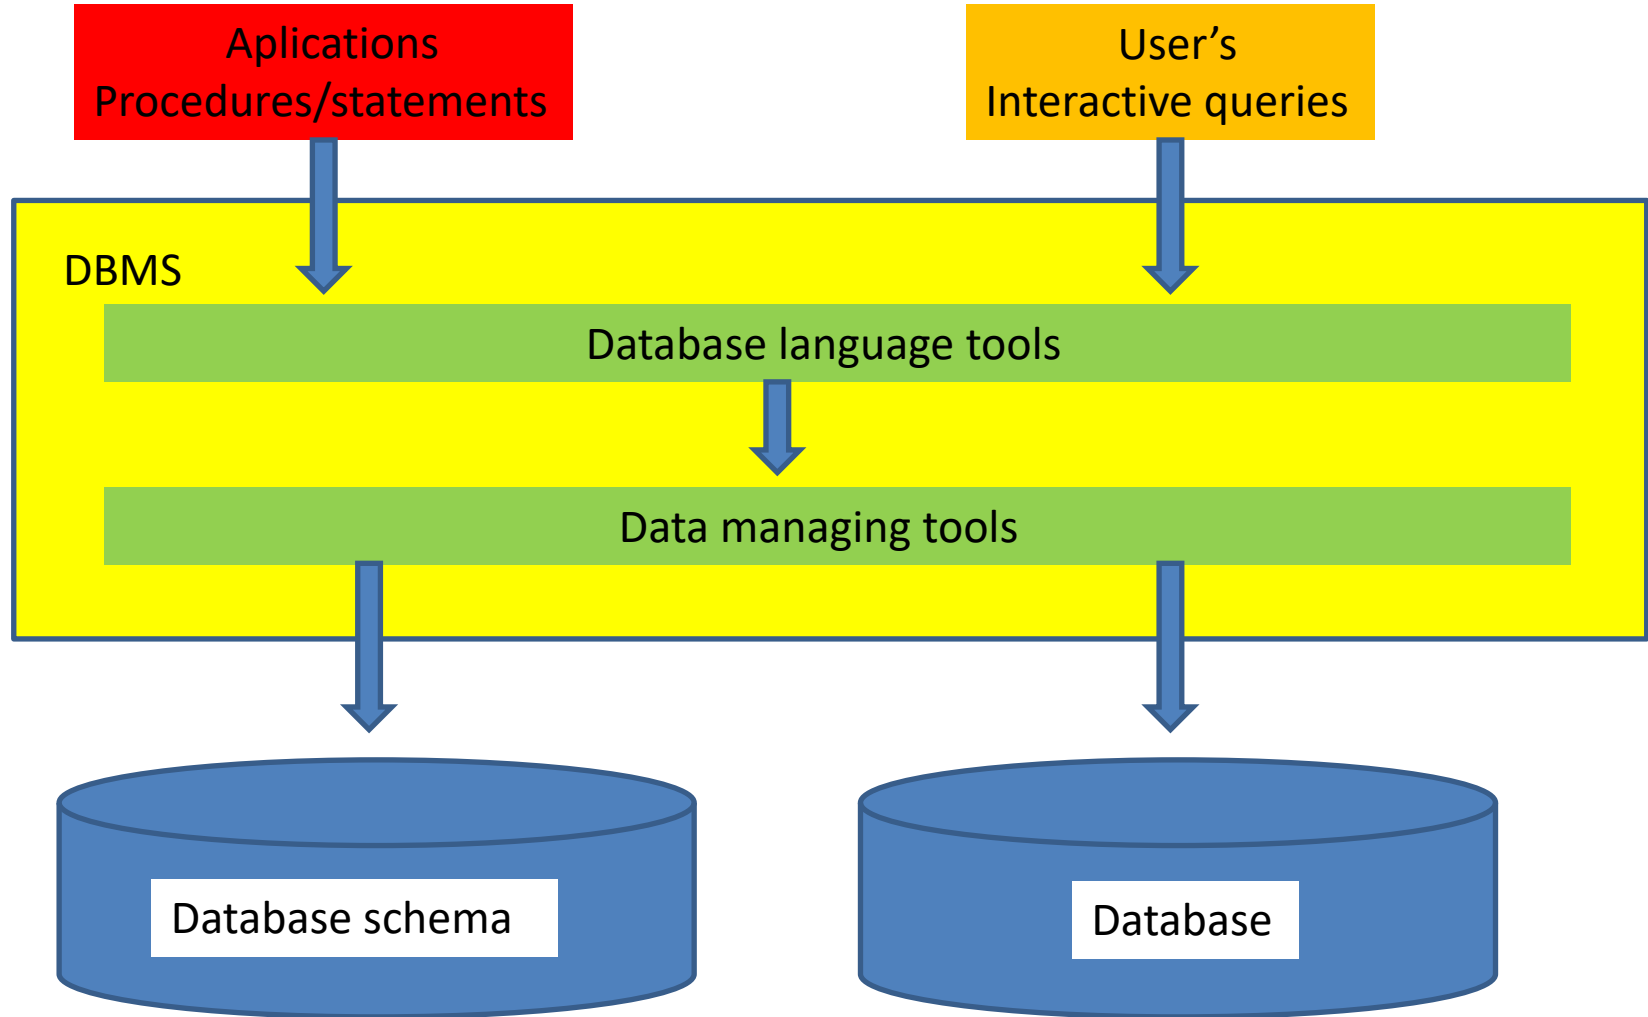 Aplications
Procedures/statements
User’s
Interactive queries
DBMS
Database language tools
Data managing tools
Database schema
Database